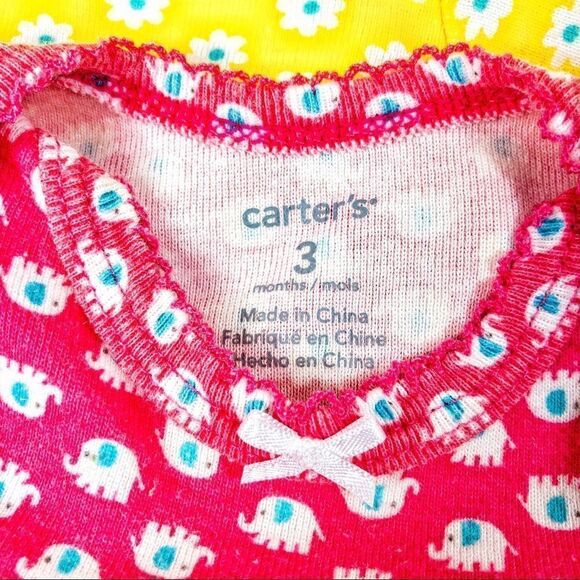 carter's
3
months/mois
Made in China
Fabriqué en Chine
Hecho en China